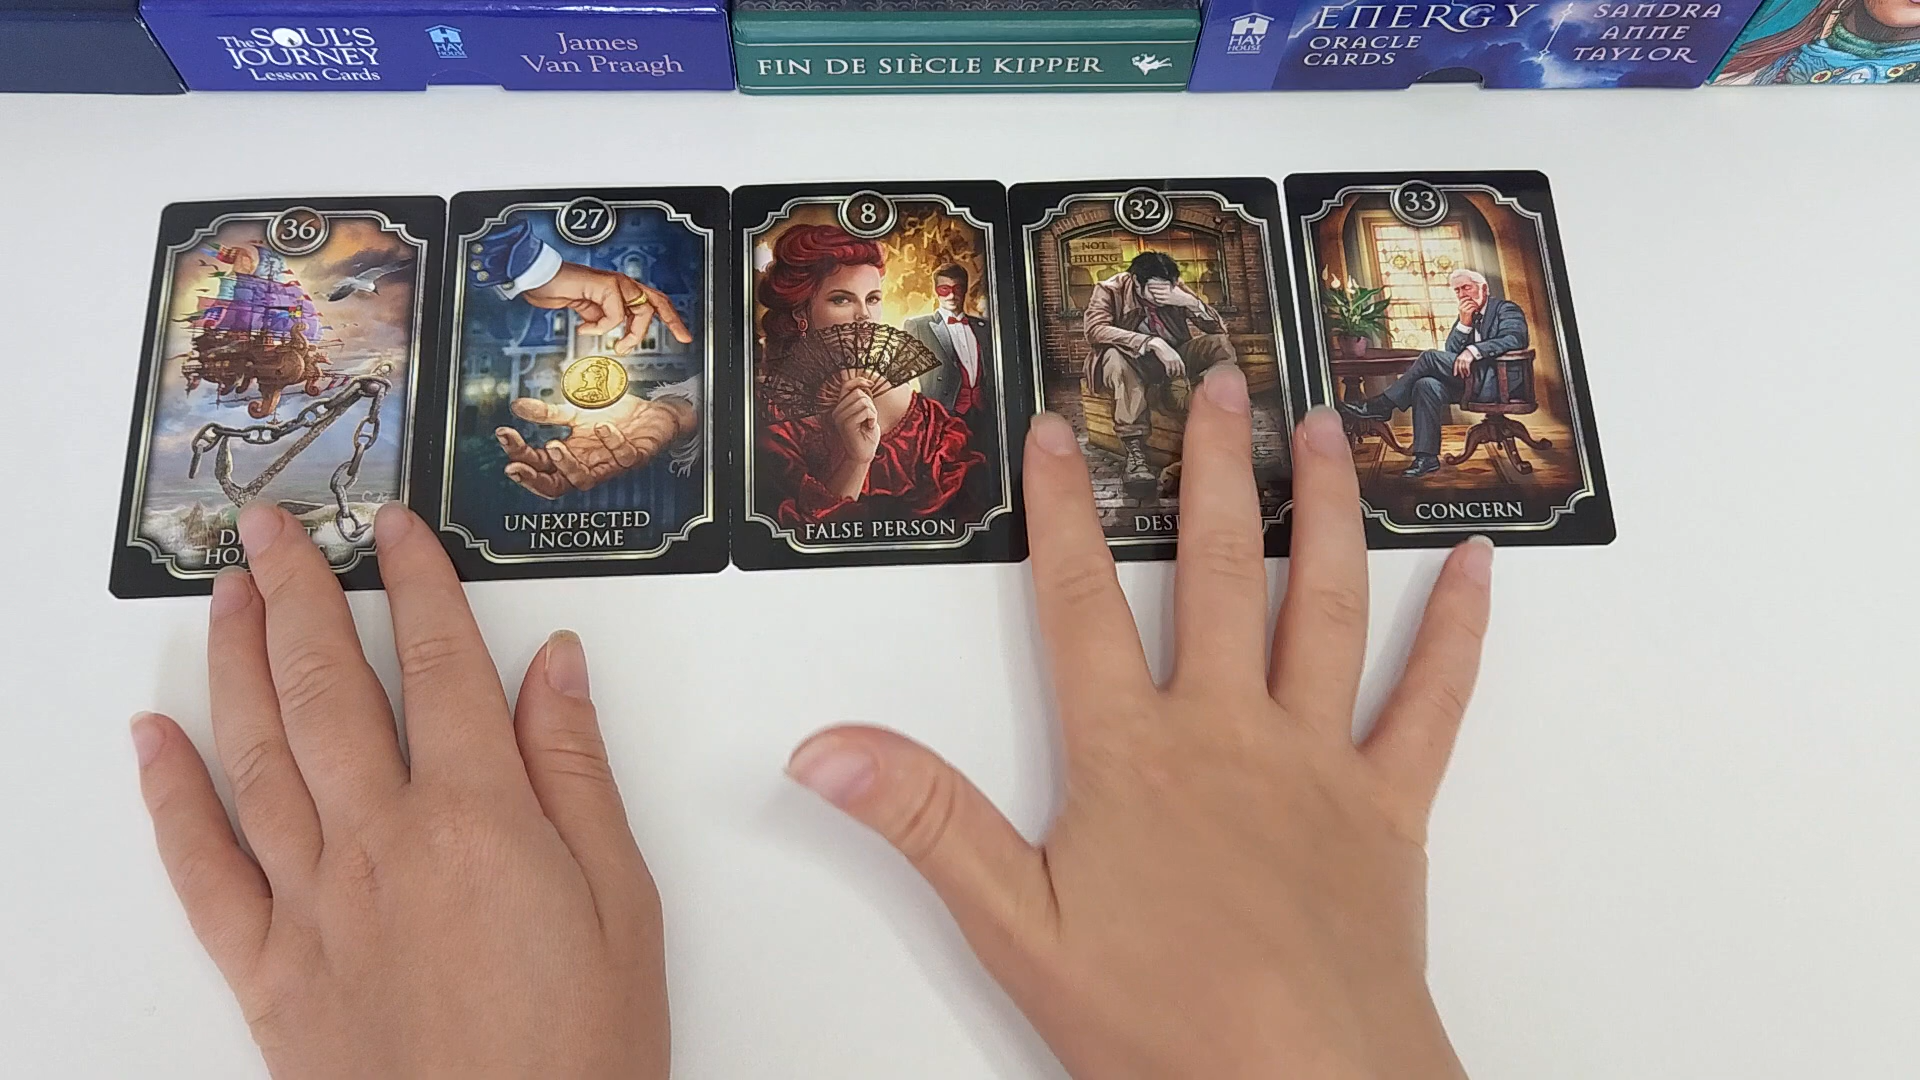 The SOUL'S
JOURNEY
Lesson Cards
HAY
HOUSE
James
Van Praagh
FIN DE SIÈCLE KIPPER
HAY
HOUSE
ENERGY
ORACLE
CARDS
SANDRA
ANNE
TAYLOR
36
27
UNEXPECTED
INCOME
8
FALSE PERSON
32
NOT
HIRING
33
CONCERN